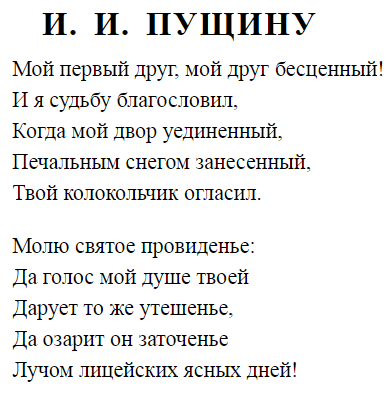 И. И. ПУЩИНУ
Мой первый друг, мой друг бесценный!
И я судьбу благословил,
Когда мой двор уединенный,
Печальным снегом занесенный,
Твой колокольчик огласил.
Молю святое провиденье:
Да голос мой душе твоей
Дарует то же утешенье,
Да озарит он заточенье
Лучом лицейских ясных дней!